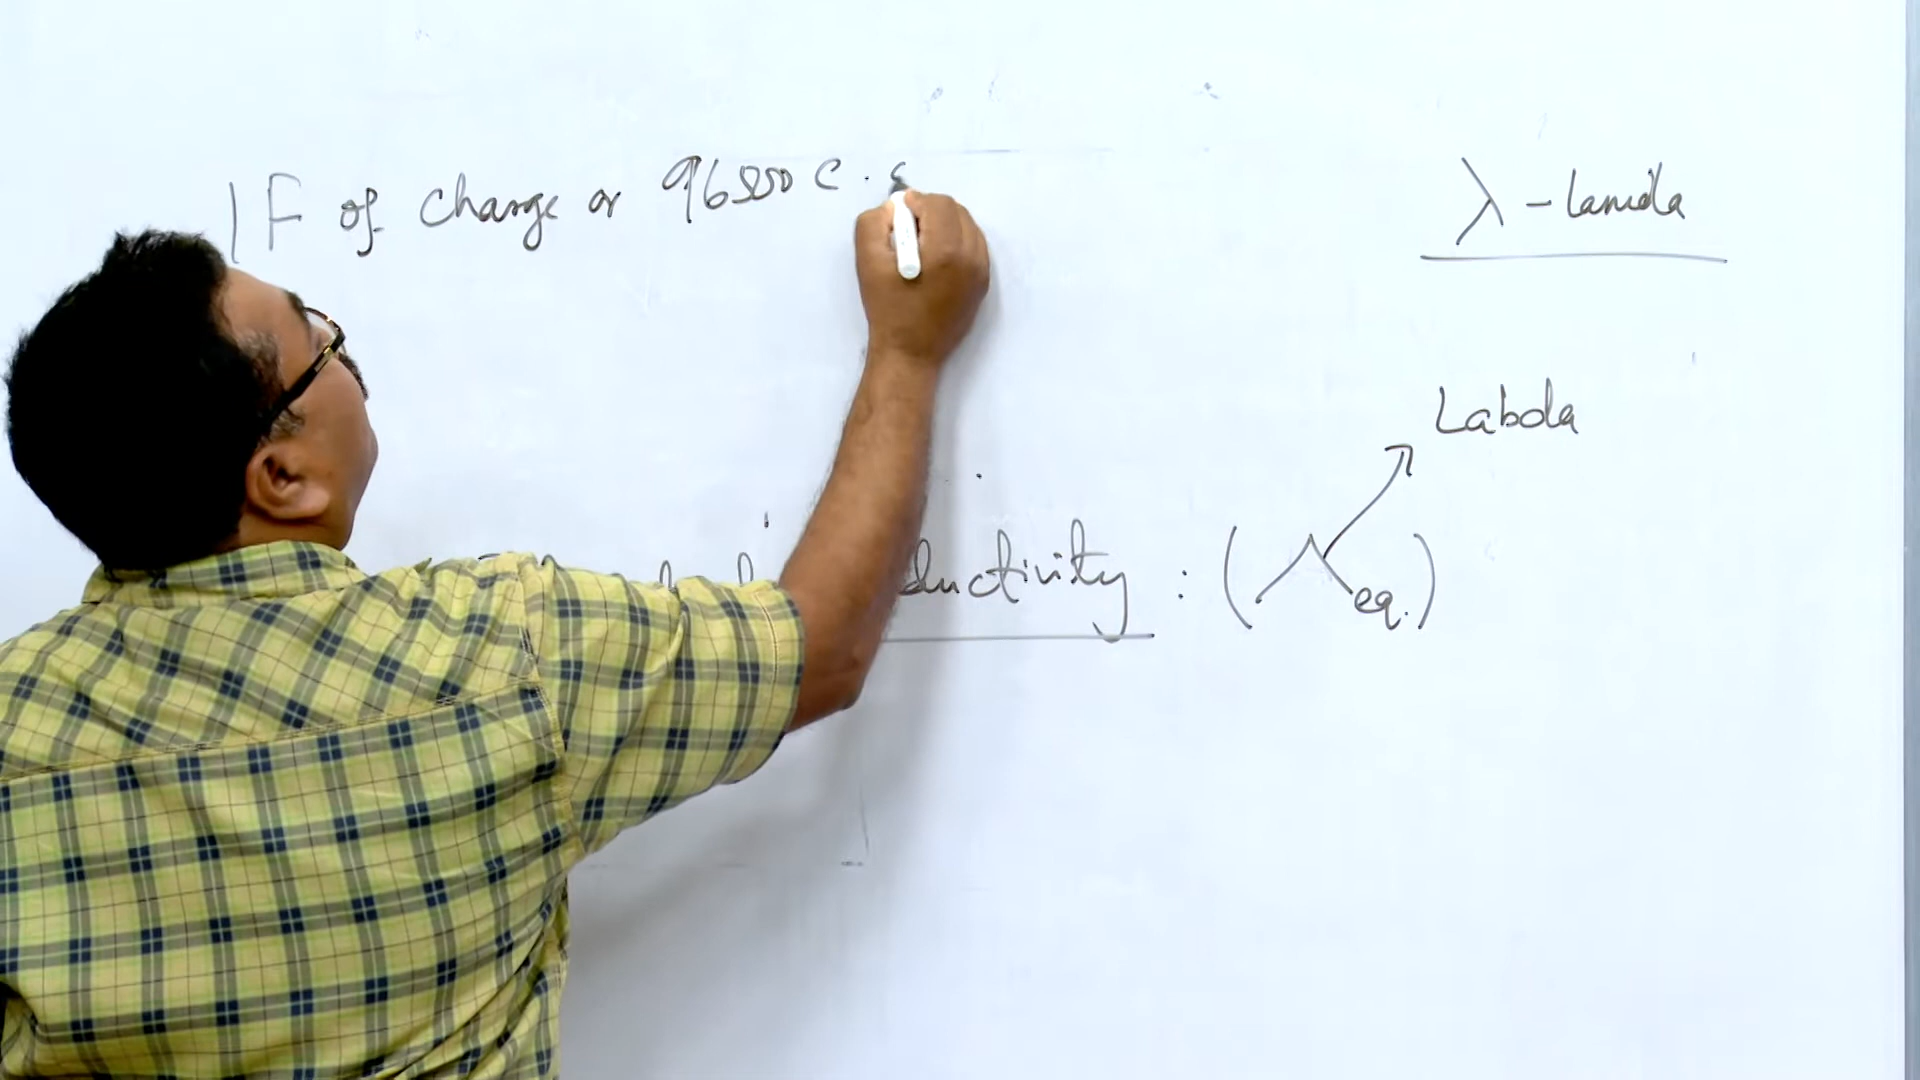 1 F of charge or 96500 C.
λ - lamda
Labda
ductivity : (Λeq.)